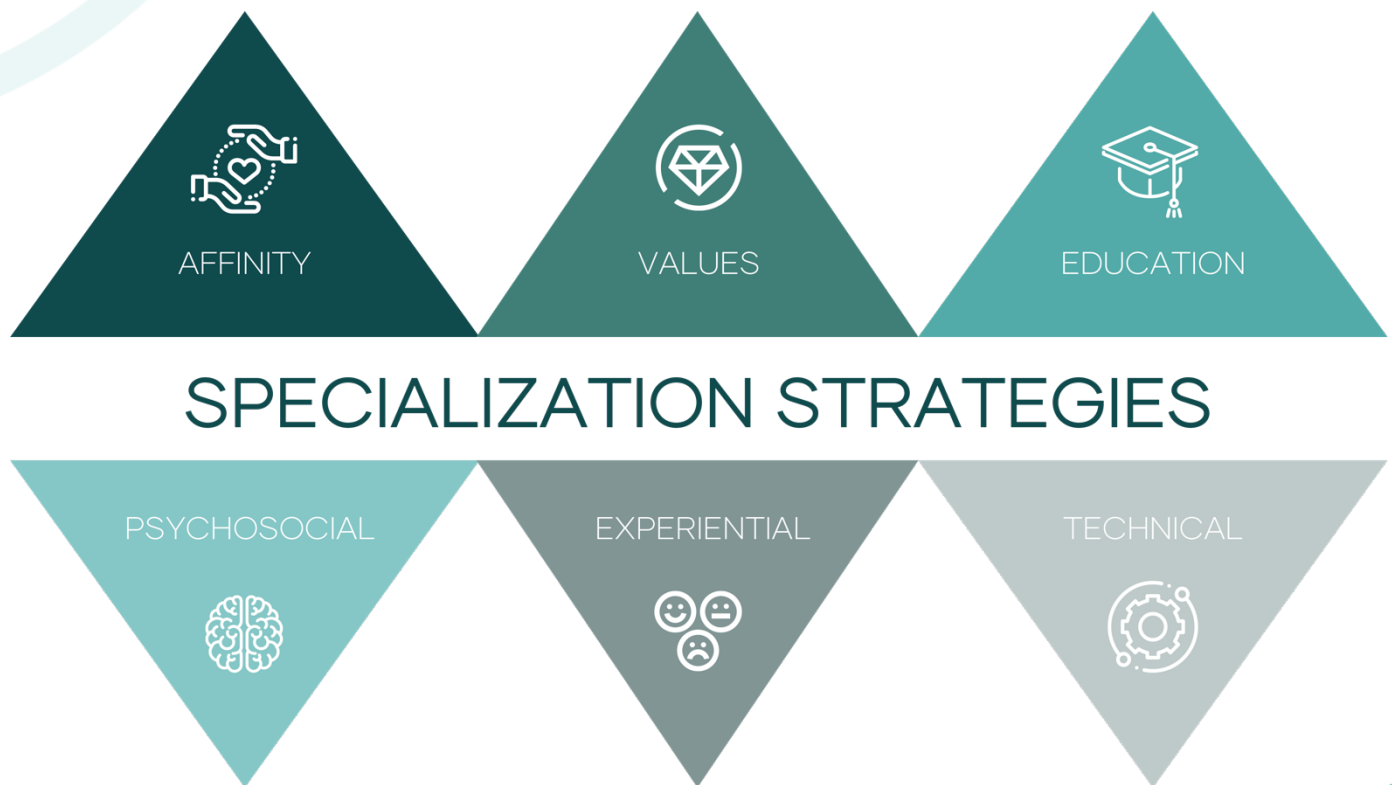 AFFINITY
VALUES
EDUCATION
SPECIALIZATION STRATEGIES
PSYCHOSOCIAL
EXPERIENTIAL
TECHNICAL